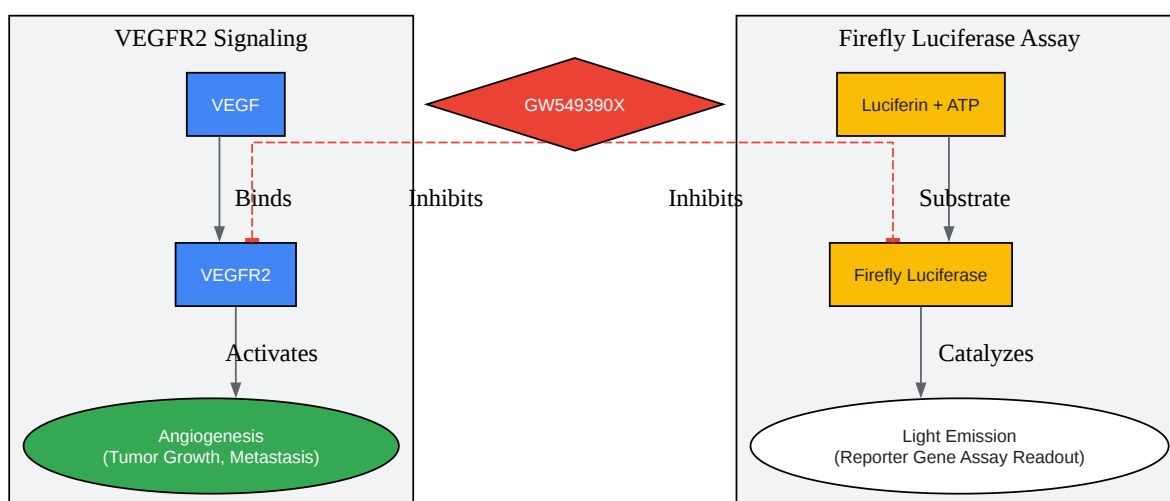 VEGFR2 Signaling
Firefly Luciferase Assay
VEGF
GW549390X
Luciferin + ATP
Binds
Inhibits
Inhibits
Substrate
VEGFR2
Firefly Luciferase
Activates
Catalyzes
Angiogenesis
(Tumor Growth, Metastasis)
Light Emission
(Reporter Gene Assay Readout)